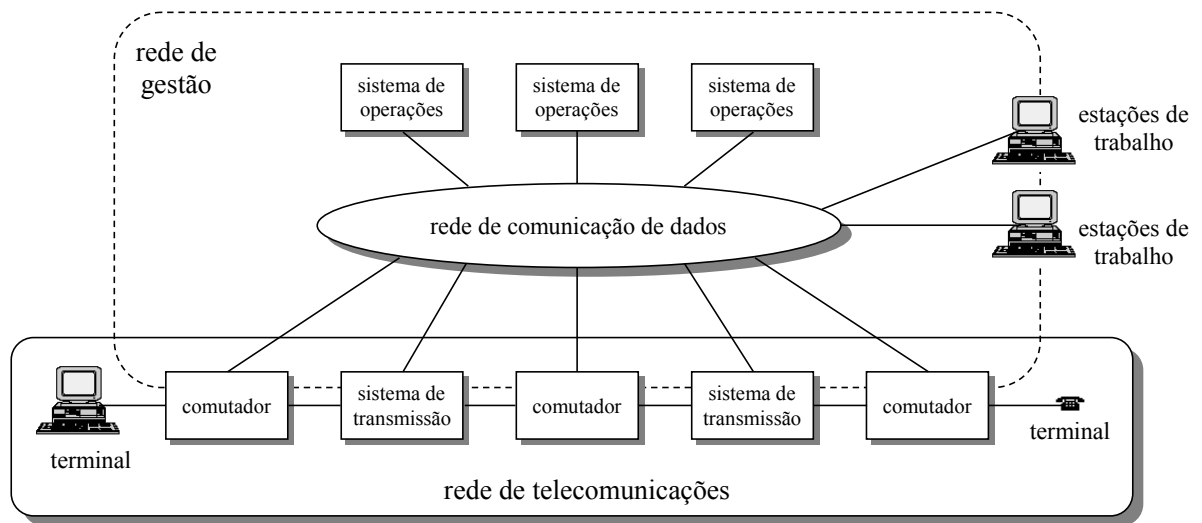 rede de
gestão
sistema de
operações
sistema de
operações
sistema de
operações
estações de
trabalho
rede de comunicação de dados
estações de
trabalho
comutador
sistema de
transmissão
comutador
sistema de
transmissão
comutador
terminal
terminal
rede de telecomunicações